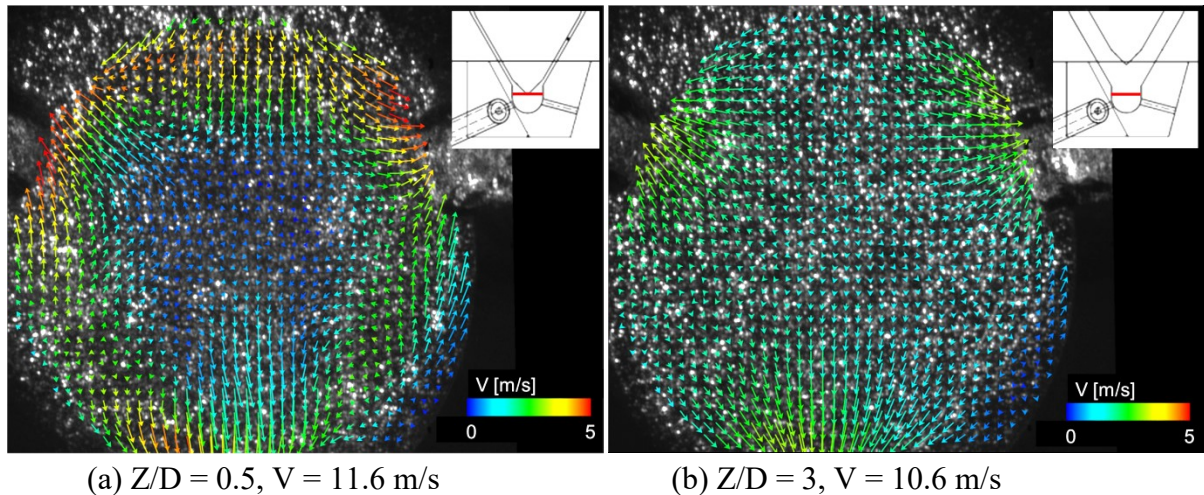 V [m/s]
0 5
V [m/s]
0 5
(a) Z/D = 0.5, V = 11.6 m/s
(b) Z/D = 3, V = 10.6 m/s